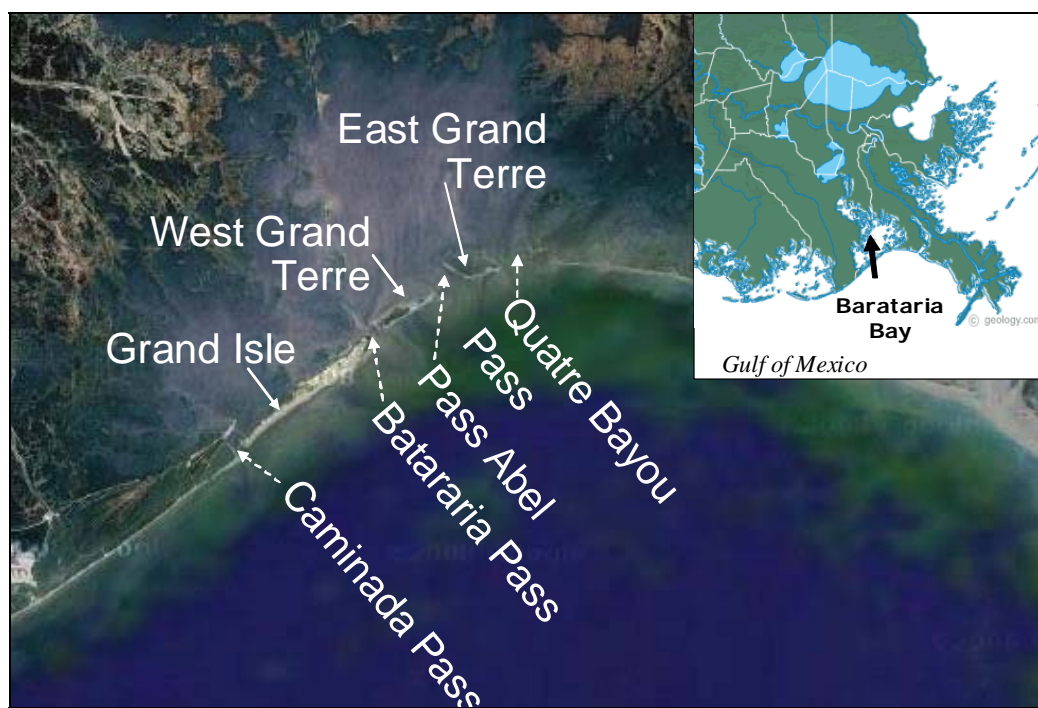 East Grand
Terre
West Grand
Terre
Grand Isle
Quatre Bayou
Pass
Pass Abel
Batararia Pass
Caminada Pass
Barataria
Bay
© geology.com
Gulf of Mexico